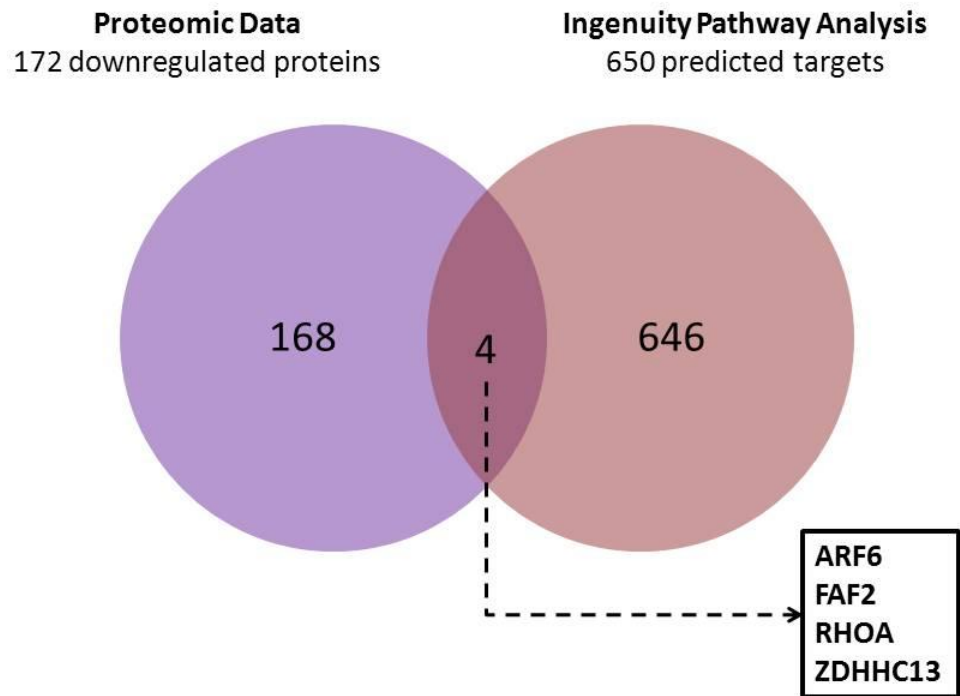 Proteomic Data
172 downregulated proteins
Ingenuity Pathway Analysis
650 predicted targets
168
4
646
ARF6
FAF2
RHOA
ZDHHC13